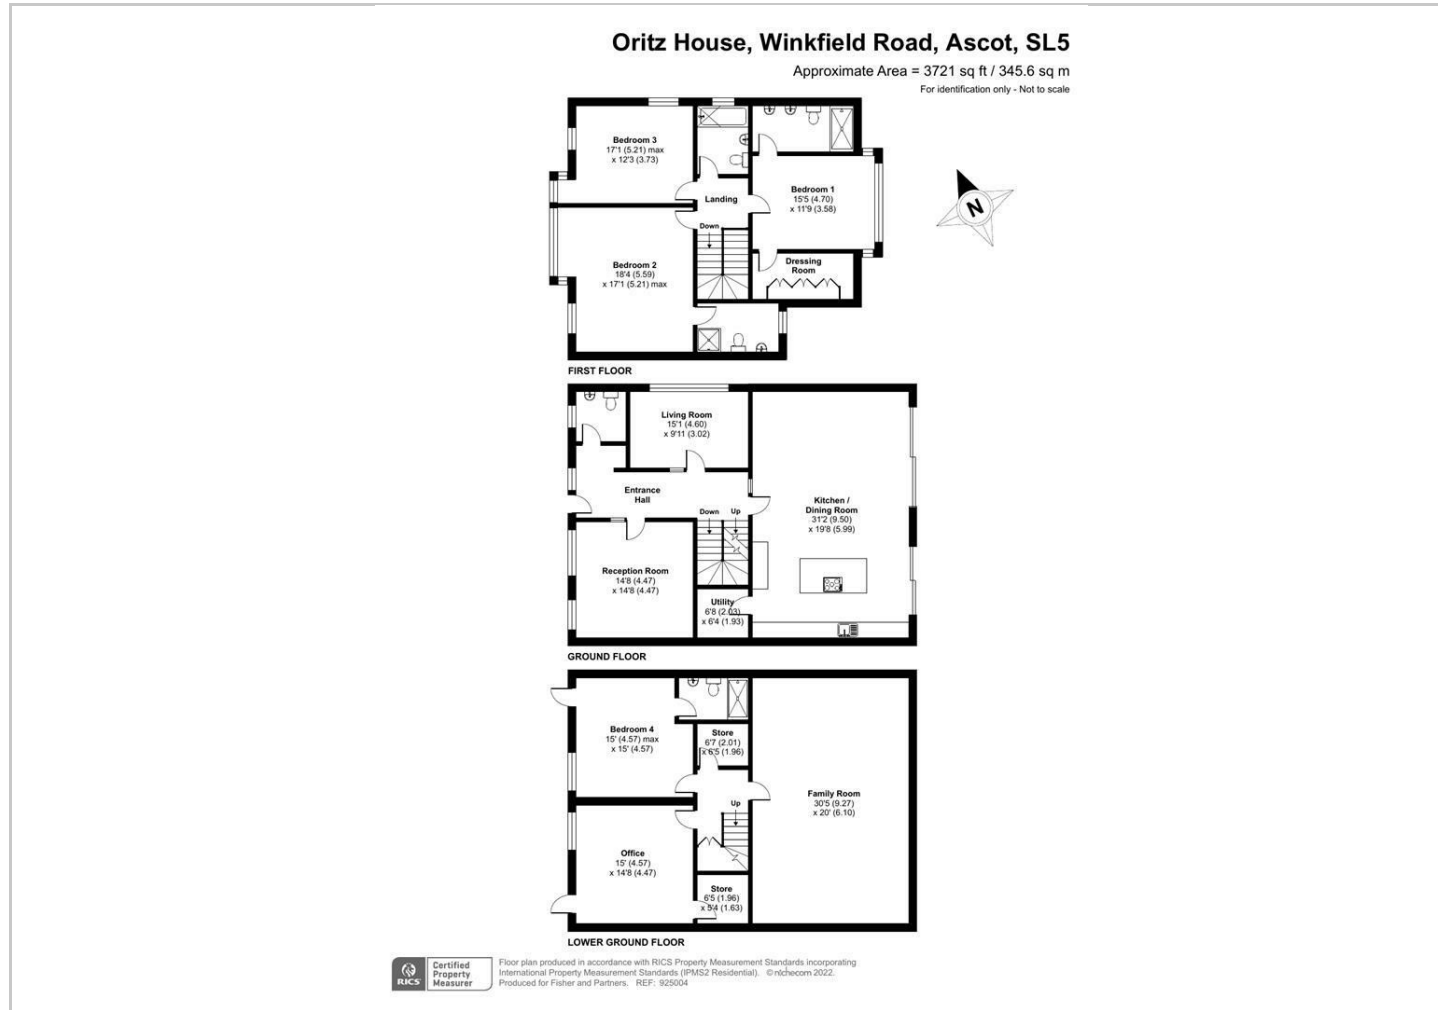 Oritz House, Winkfield Road, Ascot, SL5
Approximate Area = 3721 sq ft / 345.6 sq m
For identification only - Not to scale
Bedroom 3
17'1 (5.21) max
x 12'3 (3.73)
Landing
Bedroom 1
15'5 (4.70)
x 11'9 (3.58)
N
Down
Bedroom 2
18'4 (5.59)
x 17'1 (5.21) max
Dressing
Room
FIRST FLOOR
Living Room
15'1 (4.60)
x 9'11 (3.02)
Entrance
Hall
Down
Up
Kitchen /
Dining Room
31'2 (9.50)
x 19'8 (5.99)
Reception Room
14'8 (4.47)
x 14'8 (4.47)
Utility
6'8 (2.03)
x 6'4 (1.93)
GROUND FLOOR
Bedroom 4
15' (4.57) max
x 15' (4.57)
Store
6'7 (2.01)
x 6'5 (1.96)
Up
Family Room
30'5 (9.27)
x 20' (6.10)
Office
15' (4.57)
x 14'8 (4.47)
Store
6'5 (1.96)
x 5'4 (1.63)
LOWER GROUND FLOOR
RICS
Certified
Property
Measurer
Floor plan produced in accordance with RICS Property Measurement Standards incorporating
International Property Measurement Standards (IPMS2 Residential). © nichecom 2022.
Produced for Fisher and Partners. REF: 925004